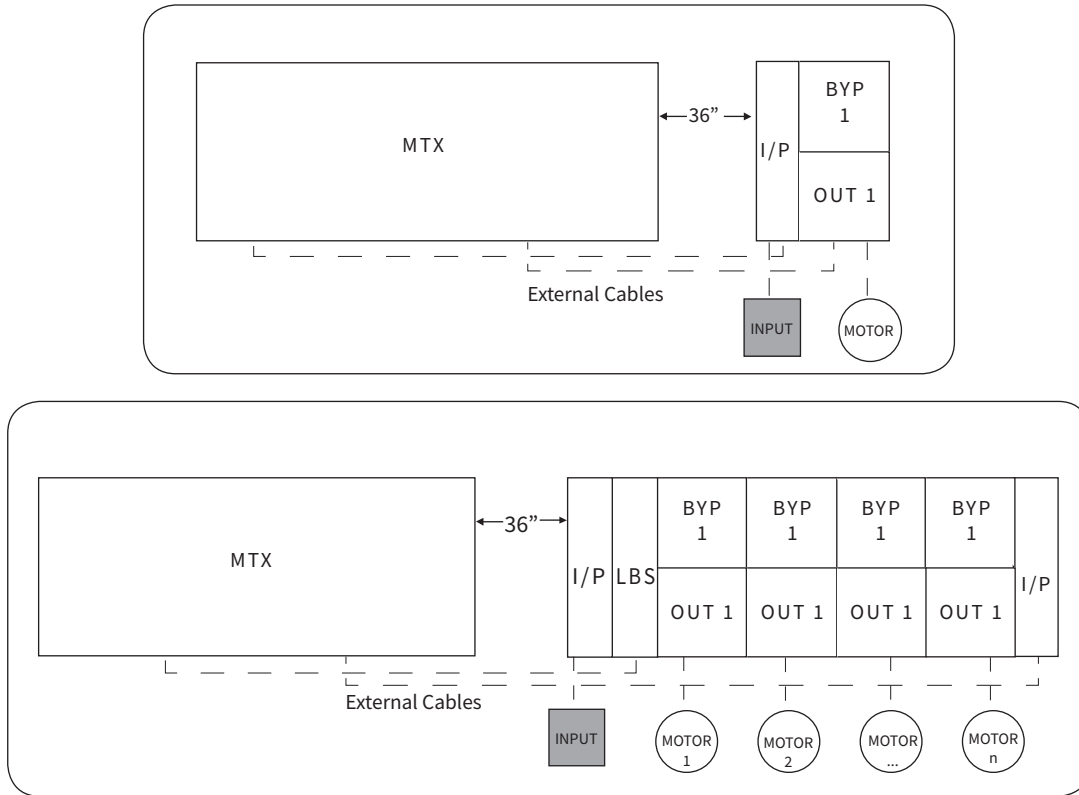 MTX
36”
I/P
BYP
1
OUT 1
External Cables
INPUT
MOTOR
MTX
36”
I/P
LBS
BYP
1
BYP
1
BYP
1
BYP
1
OUT 1
OUT 1
OUT 1
OUT 1
I/P
External Cables
INPUT
MOTOR
1
MOTOR
2
MOTOR
...
MOTOR
n